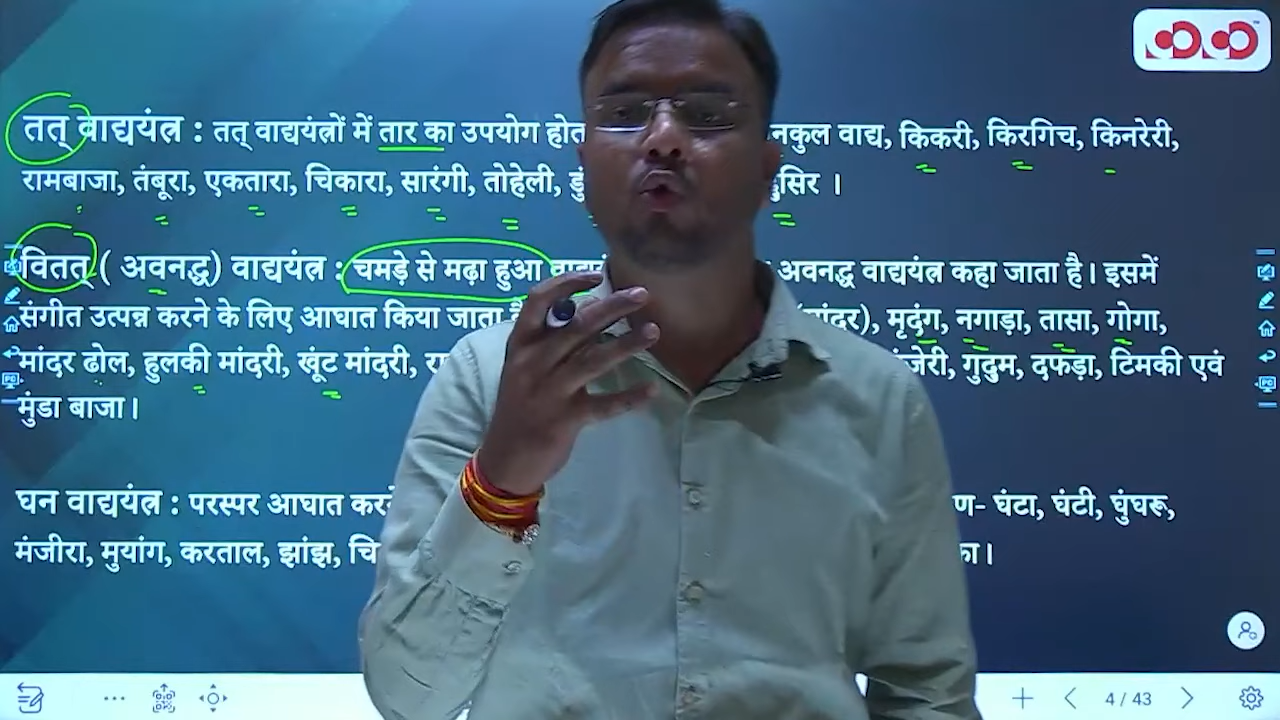 तत् वाद्ययंत्र : तत् वाद्ययंत्रों में तार का उपयोग नकुल वाद्य, किकरी, किरगिच, किनरेरी,
रामबाजा, तंबूरा, एकतारा, चिकारा, सारंगी, तोहेली, सिर ।
वितत् ( अवनद्ध) वाद्ययंत्र : चमड़े से मढ़ा हुआ अवनद्ध वाद्ययंत्र कहा जाता है। इसमें
संगीत उत्पन्न करने के लिए आघात किया जाता मृदंग, नगाड़ा, तासा, गोगा,
मांदर ढोल, हुलकी मांदरी, खूंट मांदरी, गुदुम, दफड़ा, टिमकी एवं
मुंडा बाजा।
घन वाद्ययंत्र : परस्पर आघात घंटा, घंटी, घुंघरू,
मंजीरा, मुयांग, करताल, झांझ,
4 / 43